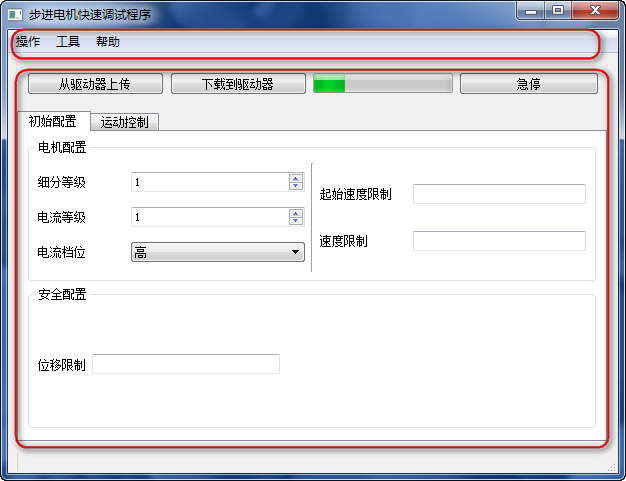 步进电机快速调试程序
操作 工具 帮助
从驱动器上传 下载到驱动器 急停
初始配置 运动控制
电机配置
细分等级 1
起始速度限制
电流等级 1
速度限制
电流档位 高
安全配置
位移限制